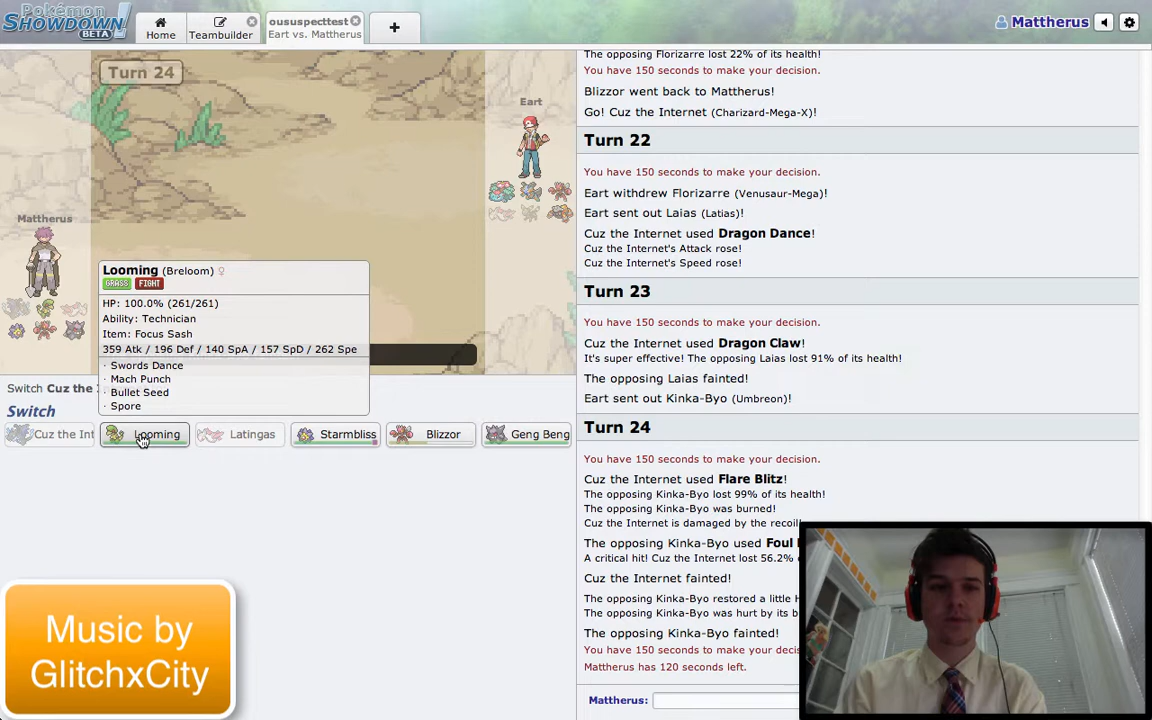 Pokémon
SHOWDOWN!
BETA
Home
Teambuilder
oususpecttest
Eart vs. Mattherus
+
Mattherus
Turn 24
Eart
Mattherus
Looming (Breloom) ♀
GRASS FIGHT
HP: 100.0% (261/261)
Ability: Technician
Item: Focus Sash
359 Atk / 196 Def / 140 SpA / 157 SpD / 262 Spe
· Swords Dance
· Mach Punch
· Bullet Seed
· Spore
Switch Cuz the
Switch
Cuz the Int
Looming
Latingas
Starmbliss
Blizzor
Geng Beng
Music by
GlitchxCity
The opposing Florizarre lost 22% of its health!
You have 150 seconds to make your decision.
Blizzor went back to Mattherus!
Go! Cuz the Internet (Charizard-Mega-X)!
Turn 22
You have 150 seconds to make your decision.
Eart withdrew Florizarre (Venusaur-Mega)!
Eart sent out Laias (Latias)!
Cuz the Internet used Dragon Dance!
Cuz the Internet's Attack rose!
Cuz the Internet's Speed rose!
Turn 23
You have 150 seconds to make your decision.
Cuz the Internet used Dragon Claw!
It's super effective! The opposing Laias lost 91% of its health!
The opposing Laias fainted!
Eart sent out Kinka-Byo (Umbreon)!
Turn 24
You have 150 seconds to make your decision.
Cuz the Internet used Flare Blitz!
The opposing Kinka-Byo lost 99% of its health!
The opposing Kinka-Byo was burned!
Cuz the Internet is damaged by the recoil
The opposing Kinka-Byo used Foul
A critical hit! Cuz the Internet lost 56.2%
Cuz the Internet fainted!
The opposing Kinka-Byo restored a little
The opposing Kinka-Byo was hurt by its
The opposing Kinka-Byo fainted!
You have 150 seconds to make your
Mattherus has 120 seconds left.
Mattherus: